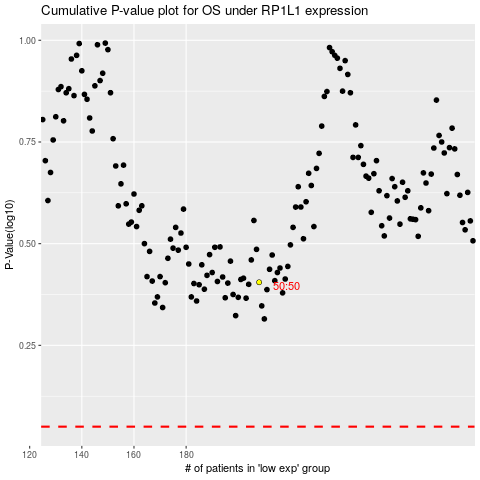 Cumulative P-value plot for OS under RP1L1 expression
P-Value(log10)
1.00
0.75
0.50
0.25
50:50
120 140 160 180
# of patients in 'low exp' group